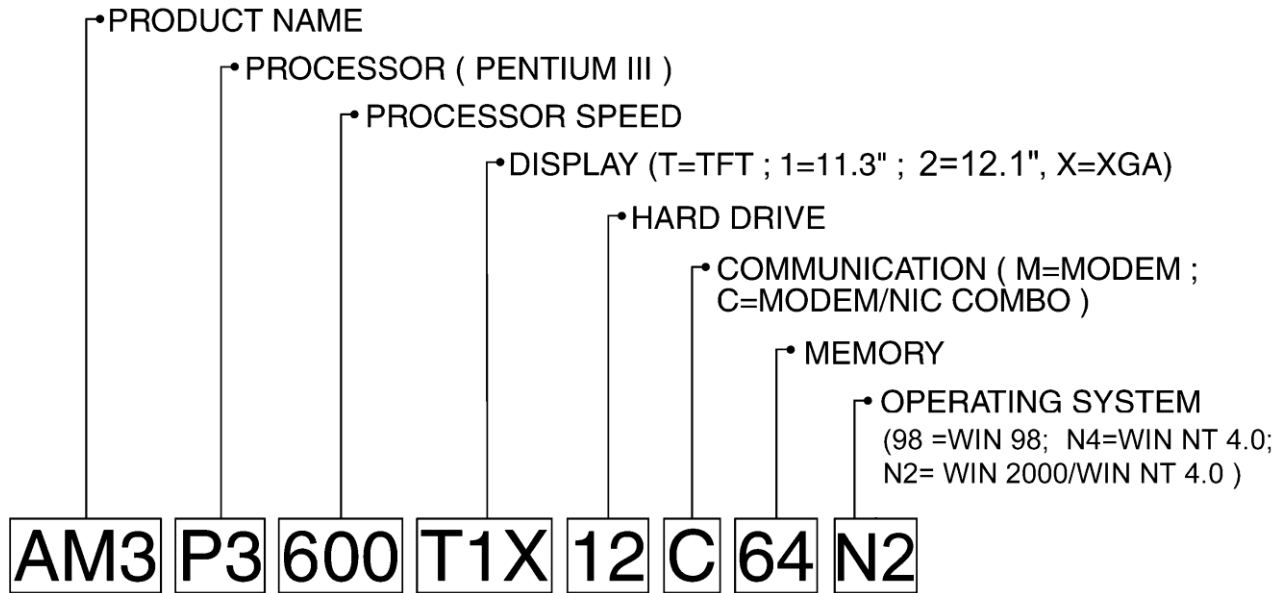 PRODUCT NAME
PROCESSOR ( PENTIUM III )
PROCESSOR SPEED
DISPLAY (T=TFT ; 1=11.3" ; 2=12.1", X=XGA)
HARD DRIVE
COMMUNICATION ( M=MODEM ;
C=MODEM/NIC COMBO )
MEMORY
OPERATING SYSTEM
(98 =WIN 98; N4=WIN NT 4.0;
N2= WIN 2000/WIN NT 4.0 )
AM3 P3 600 T1X 12 C 64 N2